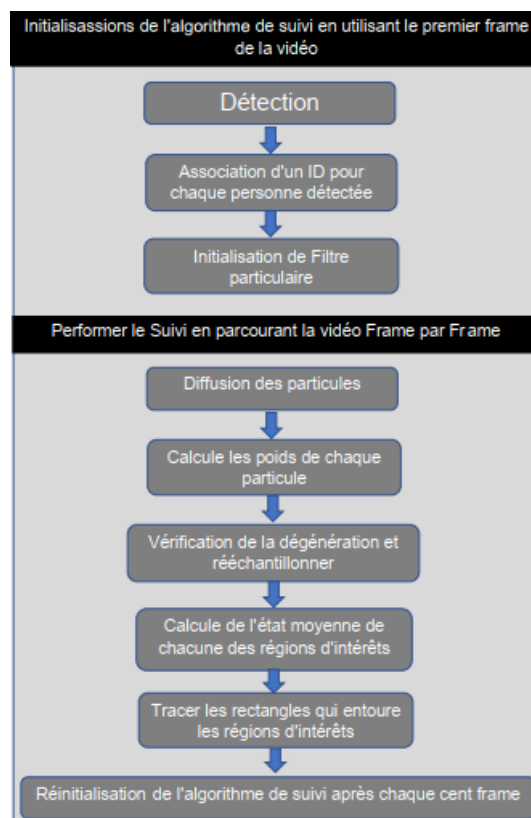 Initialisassions de l'algorithme de suivi en utilisant le premier frame
de la vidéo
Détection
Association d'un ID pour
chaque personne détectée
Initialisation de Filtre
particulaire
Performer le Suivi en parcourant la vidéo Frame par Frame
Diffusion des particules
Calcule les poids de chaque
particule
Vérification de la dégénération et
rééchantillonner
Calcule de l'état moyenne de
chacune des régions d'intérêts
Tracer les rectangles qui entoure
les régions d'intérêts
Réinitialisation de l'algorithme de suivi après chaque cent frame